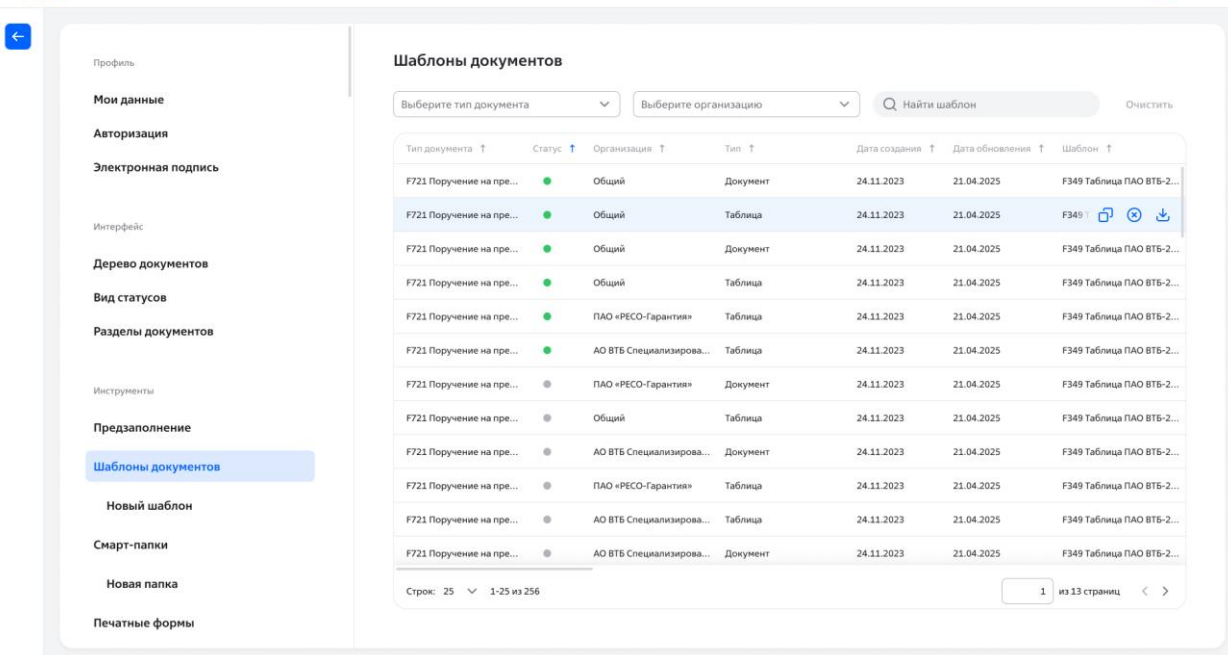 Профиль
Мои данные
Авторизация
Электронная подпись
Интерфейс
Дерево документов
Вид статусов
Разделы документов
Инструменты
Предзаполнение
Шаблоны документов
Новый шаблон
Смарт-папки
Новая папка
Печатные формы
Шаблоны документов
Выберите тип документа Выберите организацию Найти шаблон Очистить
Тип документа ↑ Статус ↑ Организация ↑ Тип ↑ Дата создания ↑ Дата обновления ↑ Шаблон ↑
F721 Поручение на пре... Общий Документ 24.11.2023 21.04.2025 F349 Таблица ПАО ВТБ-2...
F721 Поручение на пре... Общий Таблица 24.11.2023 21.04.2025 F349
F721 Поручение на пре... Общий Документ 24.11.2023 21.04.2025 F349 Таблица ПАО ВТБ-2...
F721 Поручение на пре... Общий Таблица 24.11.2023 21.04.2025 F349 Таблица ПАО ВТБ-2...
F721 Поручение на пре... ПАО «РЕСО-Гарантия» Таблица 24.11.2023 21.04.2025 F349 Таблица ПАО ВТБ-2...
F721 Поручение на пре... АО ВТБ Специализирова... Таблица 24.11.2023 21.04.2025 F349 Таблица ПАО ВТБ-2...
F721 Поручение на пре... ПАО «РЕСО-Гарантия» Документ 24.11.2023 21.04.2025 F349 Таблица ПАО ВТБ-2...
F721 Поручение на пре... Общий Таблица 24.11.2023 21.04.2025 F349 Таблица ПАО ВТБ-2...
F721 Поручение на пре... АО ВТБ Специализирова... Документ 24.11.2023 21.04.2025 F349 Таблица ПАО ВТБ-2...
F721 Поручение на пре... ПАО «РЕСО-Гарантия» Таблица 24.11.2023 21.04.2025 F349 Таблица ПАО ВТБ-2...
F721 Поручение на пре... АО ВТБ Специализирова... Таблица 24.11.2023 21.04.2025 F349 Таблица ПАО ВТБ-2...
F721 Поручение на пре... АО ВТБ Специализирова... Документ 24.11.2023 21.04.2025 F349 Таблица ПАО ВТБ-2...
Строк: 25 1-25 из 256 1 из 13 страниц